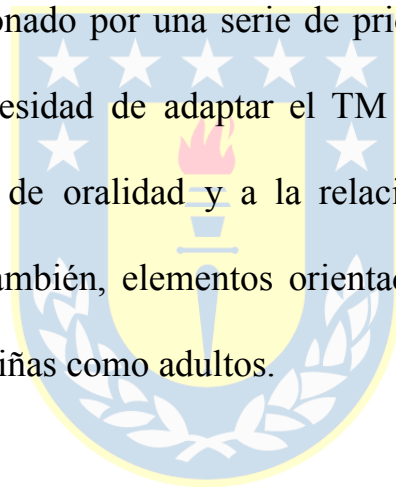 onado por una serie de pri
esidad de adaptar el TM
de oralidad y a la relaci
ambién, elementos orienta
iñas como adultos.